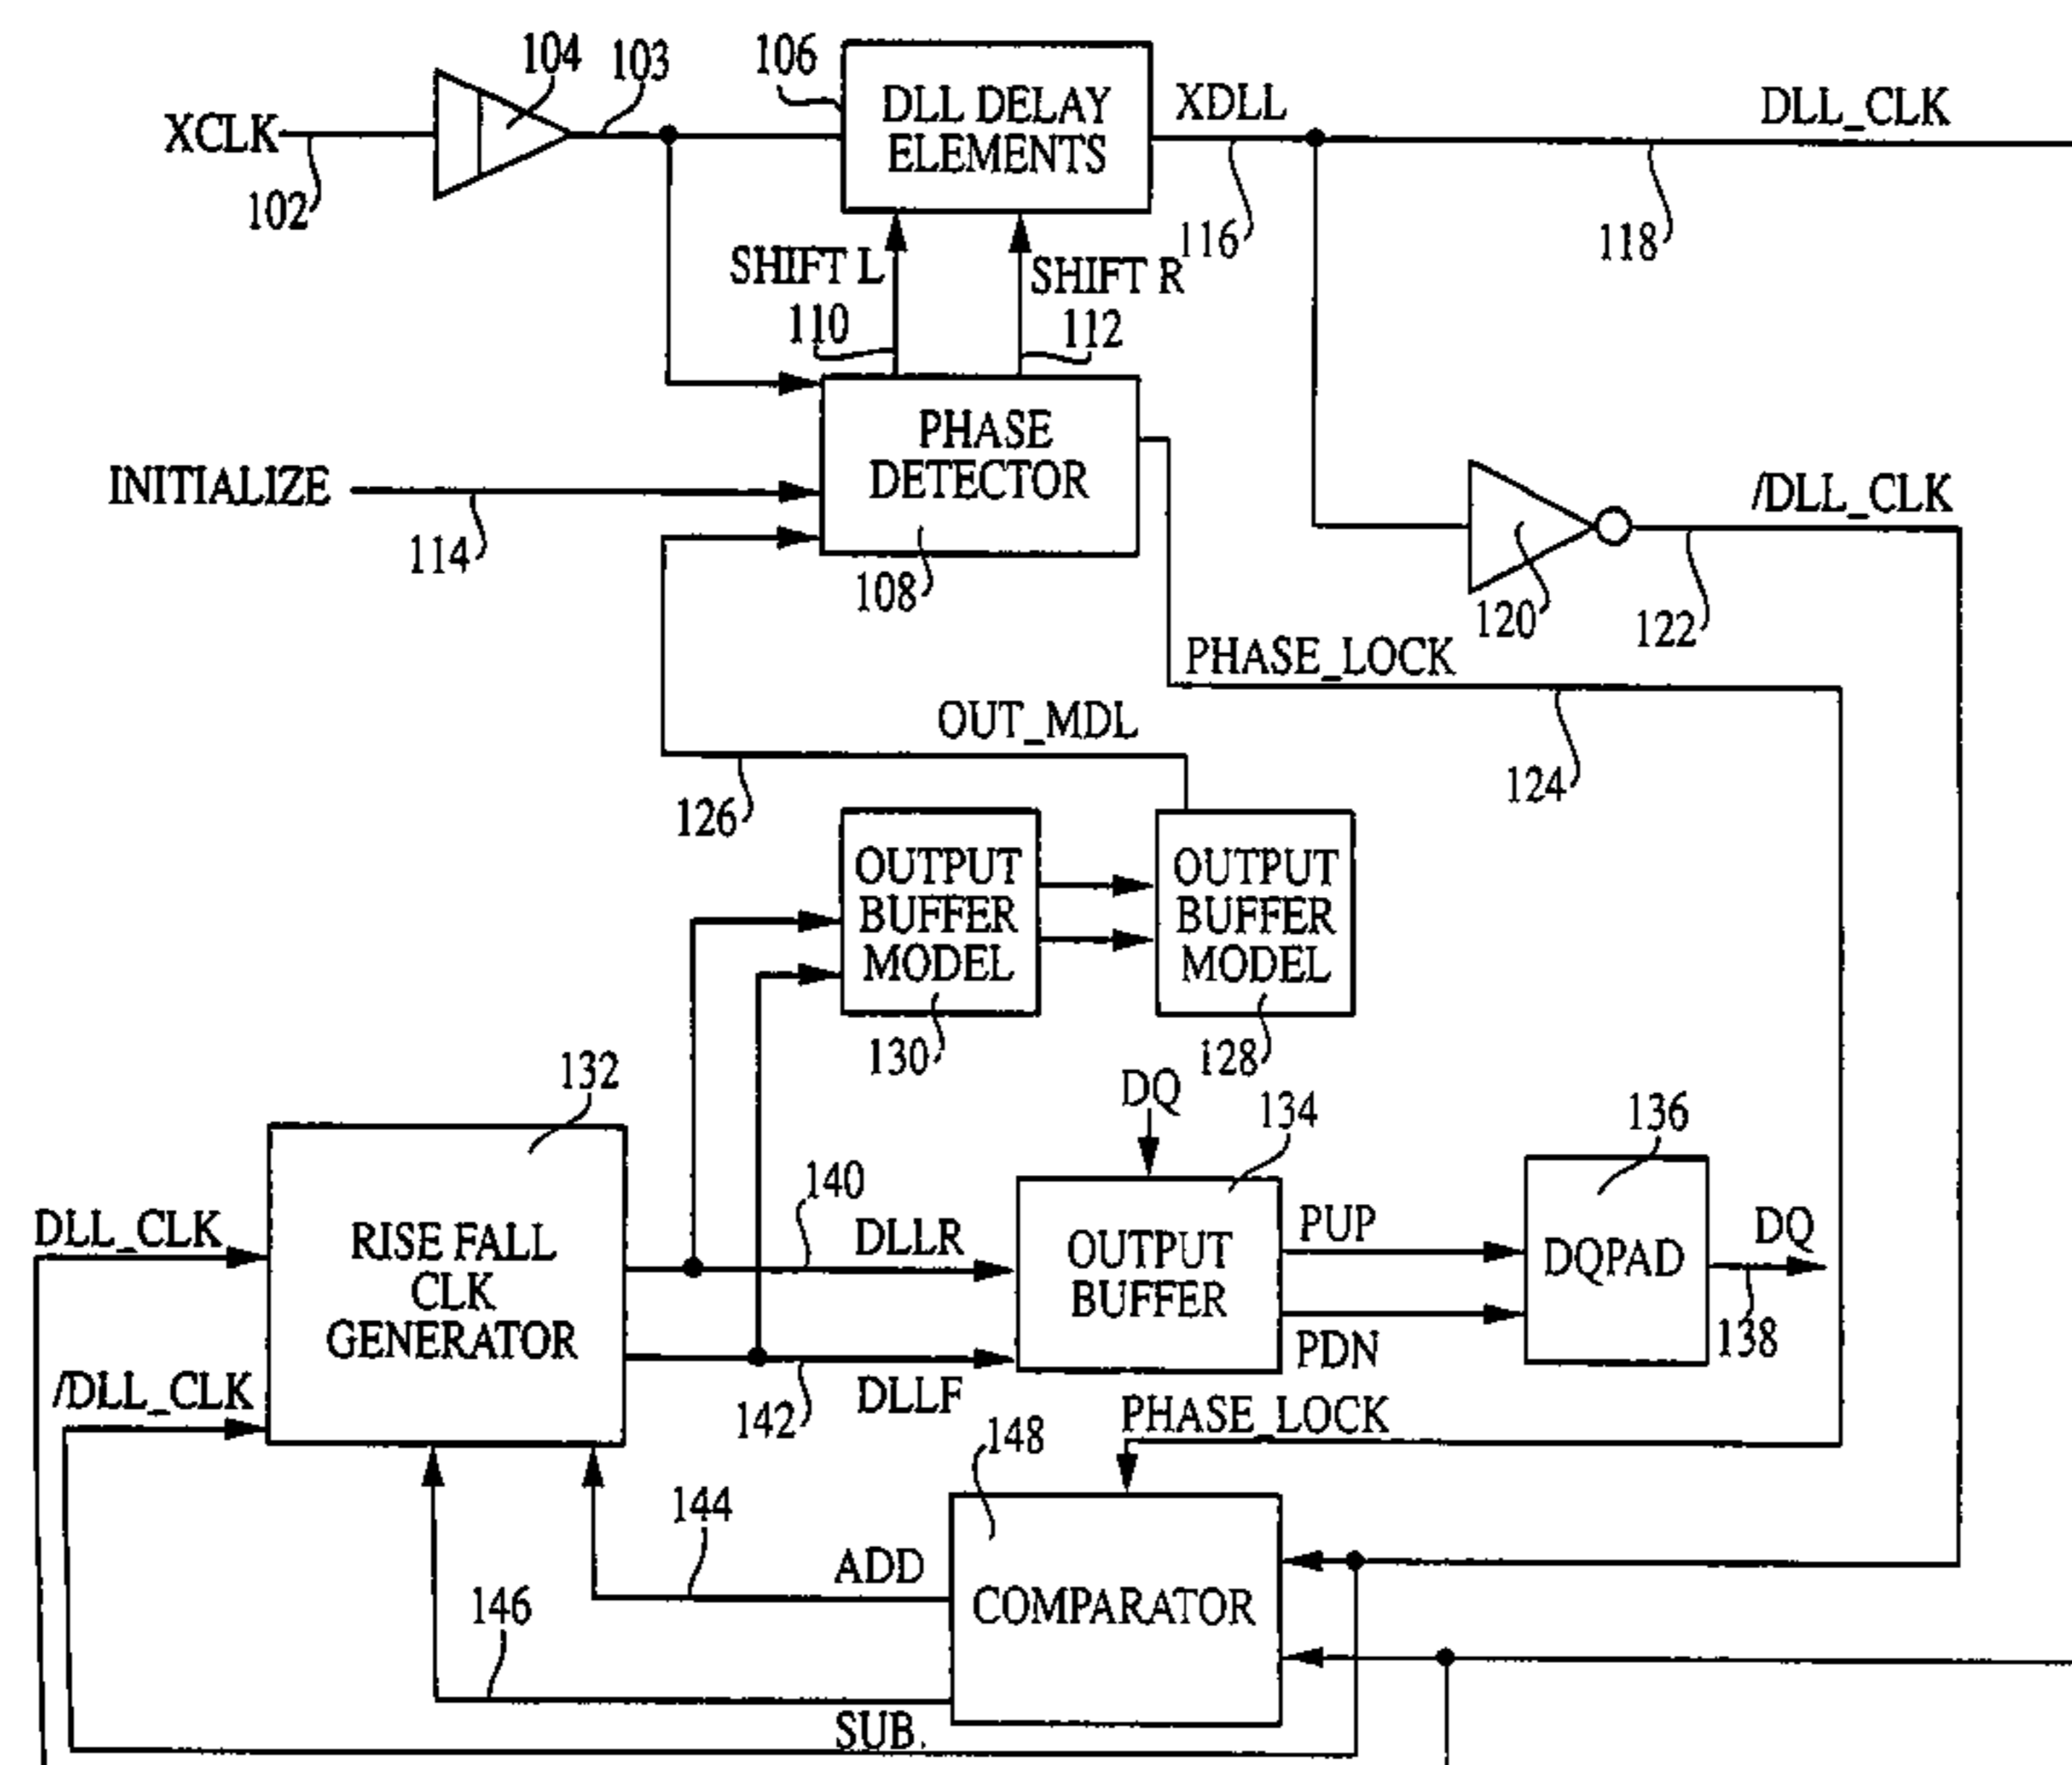 104
103
106
DLL DELAY
ELEMENTS
XDLL
DLL_CLK
XCLK
102
116
118
SHIFT L
110
SHIFT R
112
PHASE
DETECTOR
INITIALIZE
114
108
/DLL_CLK
120
122
PHASE_LOCK
124
OUT_MDL
126
OUTPUT
BUFFER
MODEL
130
OUTPUT
BUFFER
MODEL
128
132
DQ
134
136
140
DLL_CLK
RISE FALL
CLK
GENERATOR
DLLR
OUTPUT
BUFFER
PUP
DQPAD
DQ
138
/DLL_CLK
142
DLLF
PDN
PHASE_LOCK
148
144
ADD
COMPARATOR
146
SUB.